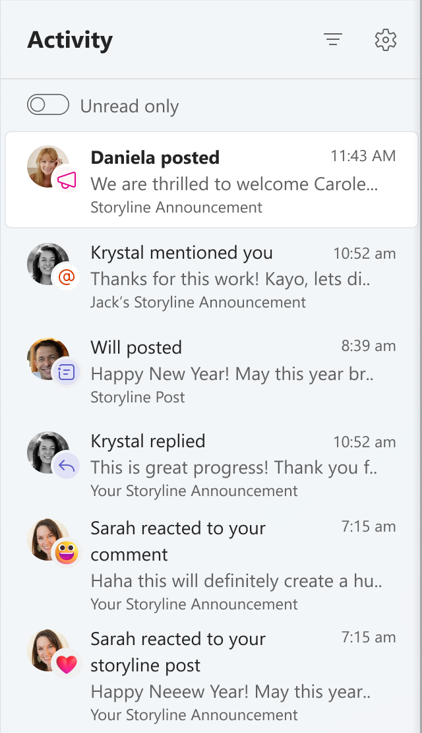 Activity
Unread only
Daniela posted 11:43 AM
We are thrilled to welcome Carole...
Storyline Announcement
Krystal mentioned you 10:52 am
@
Thanks for this work! Kayo, lets di..
Jack's Storyline Announcement
Will posted 8:39 am
Happy New Year! May this year br..
Storyline Post
Krystal replied 10:52 am
This is great progress! Thank you f..
Your Storyline Announcement
Sarah reacted to your 7:15 am
comment
Haha this will definitely create a hu..
Your Storyline Announcement
Sarah reacted to your 7:15 am
storyline post
Happy Neeew Year! May this year..
Your Storyline Announcement